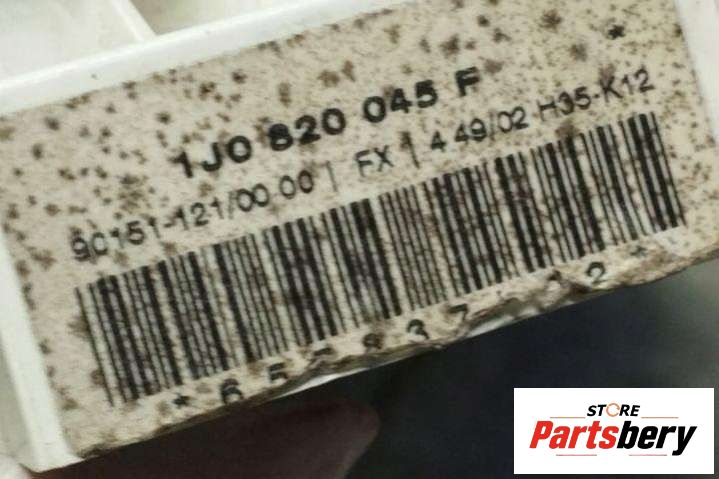 *
1J0 820 045 F
90151-121/00 00 | FX | 4 49/02 H35-K12
STORE
Partsbery